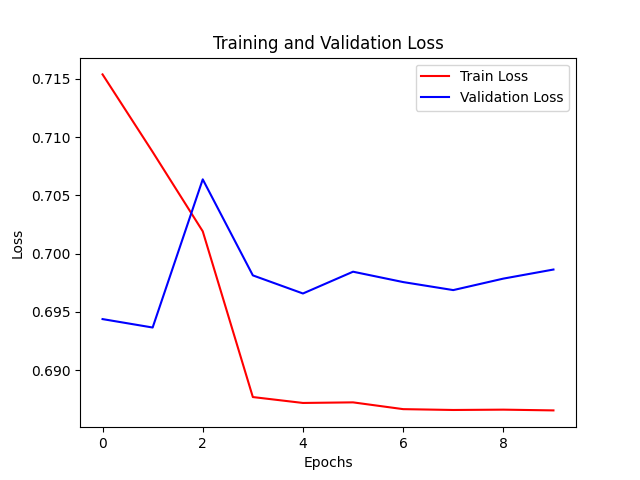 Training and Validation Loss
Train Loss
Validation Loss
0.715
0.710
0.705
0.700
0.695
0.690
Loss
0
2
4
6
8
Epochs